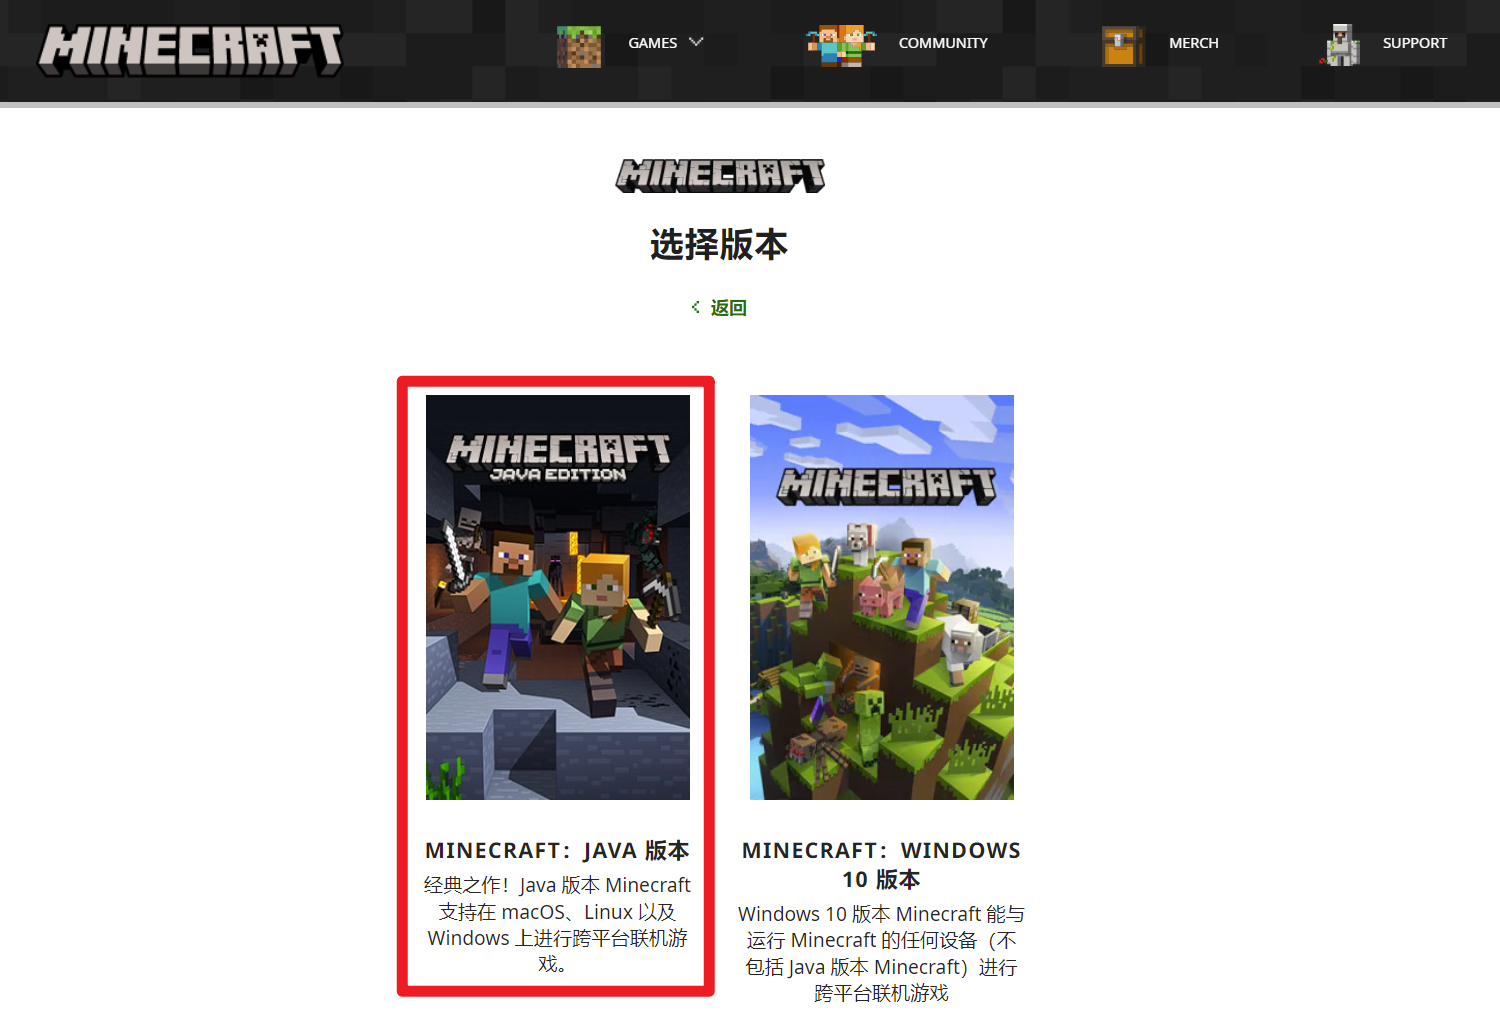 MINECRAFT
GAMES
COMMUNITY
MERCH
SUPPORT
MINECRAFT
选择版本
返回
MINECRAFT
JAVA EDITION
MINECRAFT
MINECRAFT：JAVA 版本
经典之作！Java 版本 Minecraft
支持在 macOS、Linux 以及
Windows 上进行跨平台联机游
戏。
MINECRAFT：WINDOWS
10 版本
Windows 10 版本 Minecraft 能与
运行 Minecraft 的任何设备（不
包括 Java 版本 Minecraft）进行
跨平台联机游戏